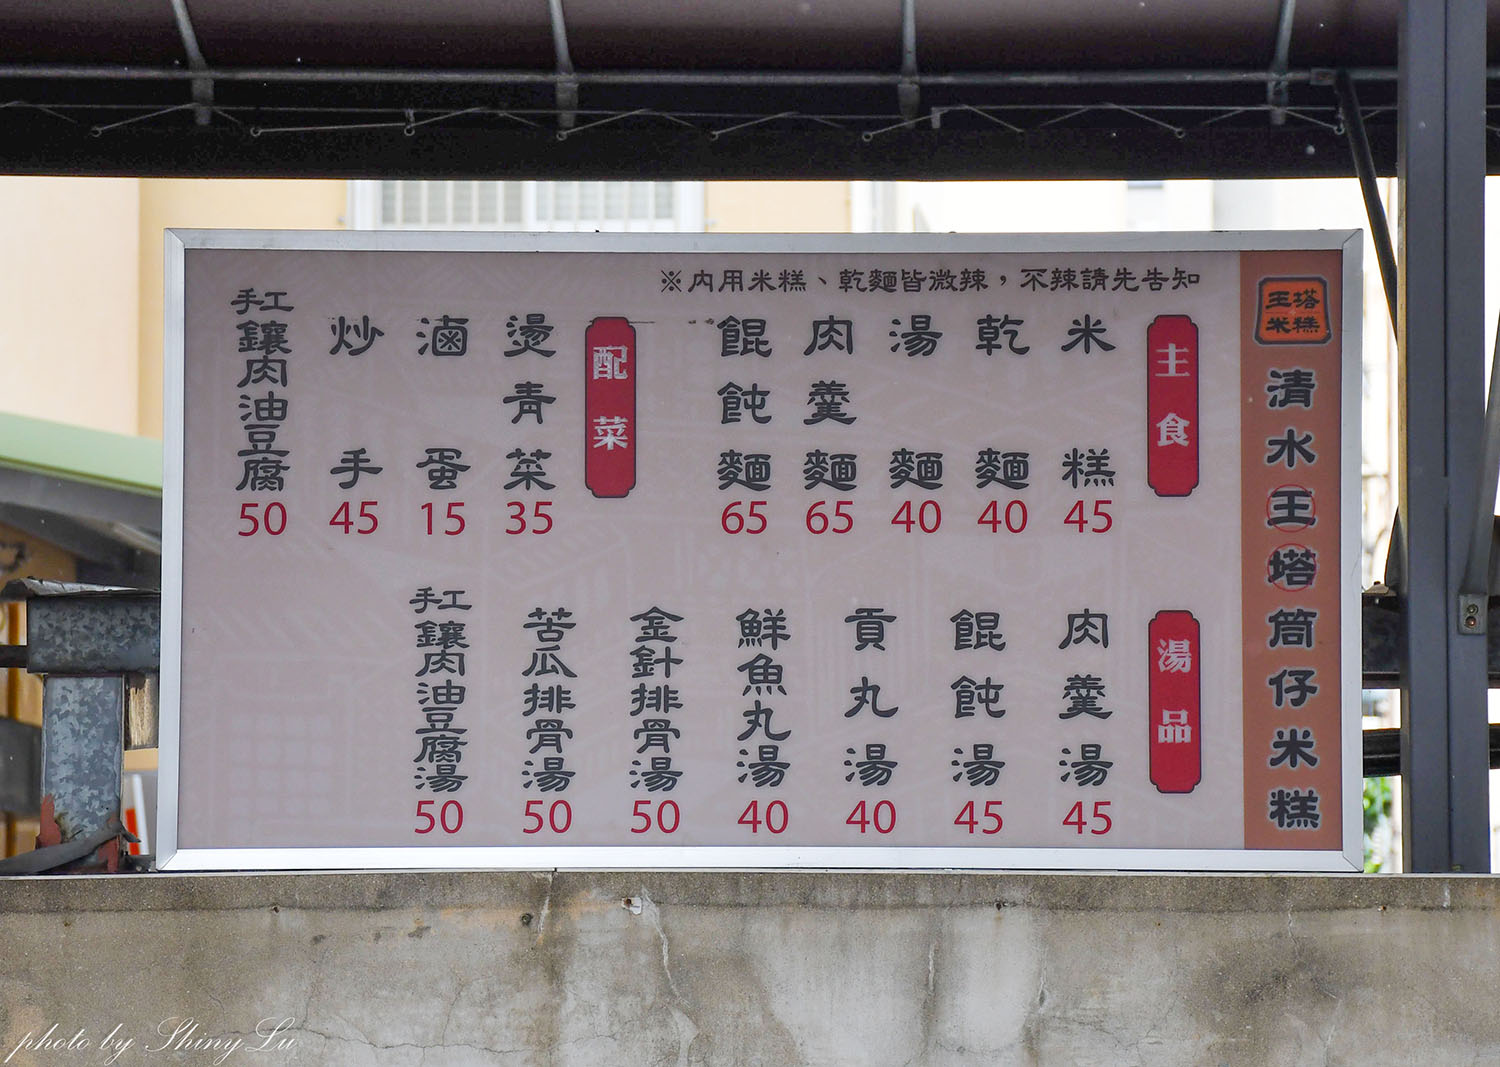 王塔
米糕
清水王塔筒仔米糕
※內用米糕、乾麵皆微辣，不辣請先告知
主食
米糕
45
乾麵
40
湯麵
40
肉羹麵
65
餛飩麵
65
配菜
燙青菜
35
滷蛋
15
炒手
45
手工鑲肉油豆腐
50
湯品
肉羹湯
45
餛飩湯
45
貢丸湯
40
鮮魚丸湯
40
金針排骨湯
50
苦瓜排骨湯
50
手工鑲肉油豆腐湯
50
photo by ShinyLu